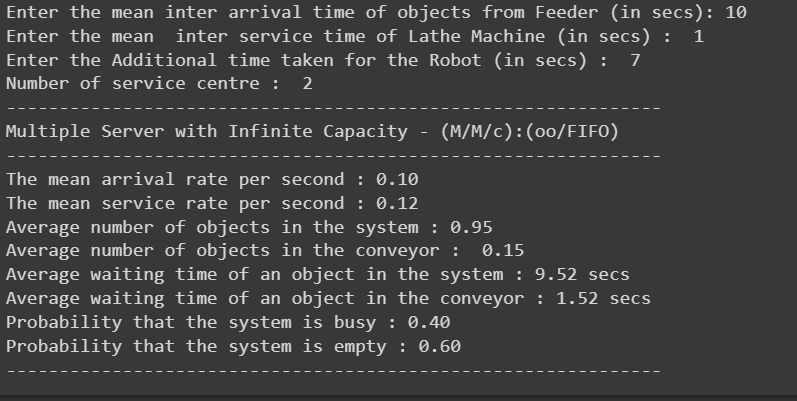 Enter the mean inter arrival time of objects from Feeder (in secs): 10
Enter the mean  inter service time of Lathe Machine (in secs) :  1
Enter the Additional time taken for the Robot (in secs) :  7
Number of service centre :  2
--------------------------------------------------------------
Multiple Server with Infinite Capacity - (M/M/c):(oo/FIFO)
--------------------------------------------------------------
The mean arrival rate per second : 0.10
The mean service rate per second : 0.12
Average number of objects in the system : 0.95
Average number of objects in the conveyor :  0.15
Average waiting time of an object in the system : 9.52 secs
Average waiting time of an object in the conveyor : 1.52 secs
Probability that the system is busy : 0.40
Probability that the system is empty : 0.60
--------------------------------------------------------------